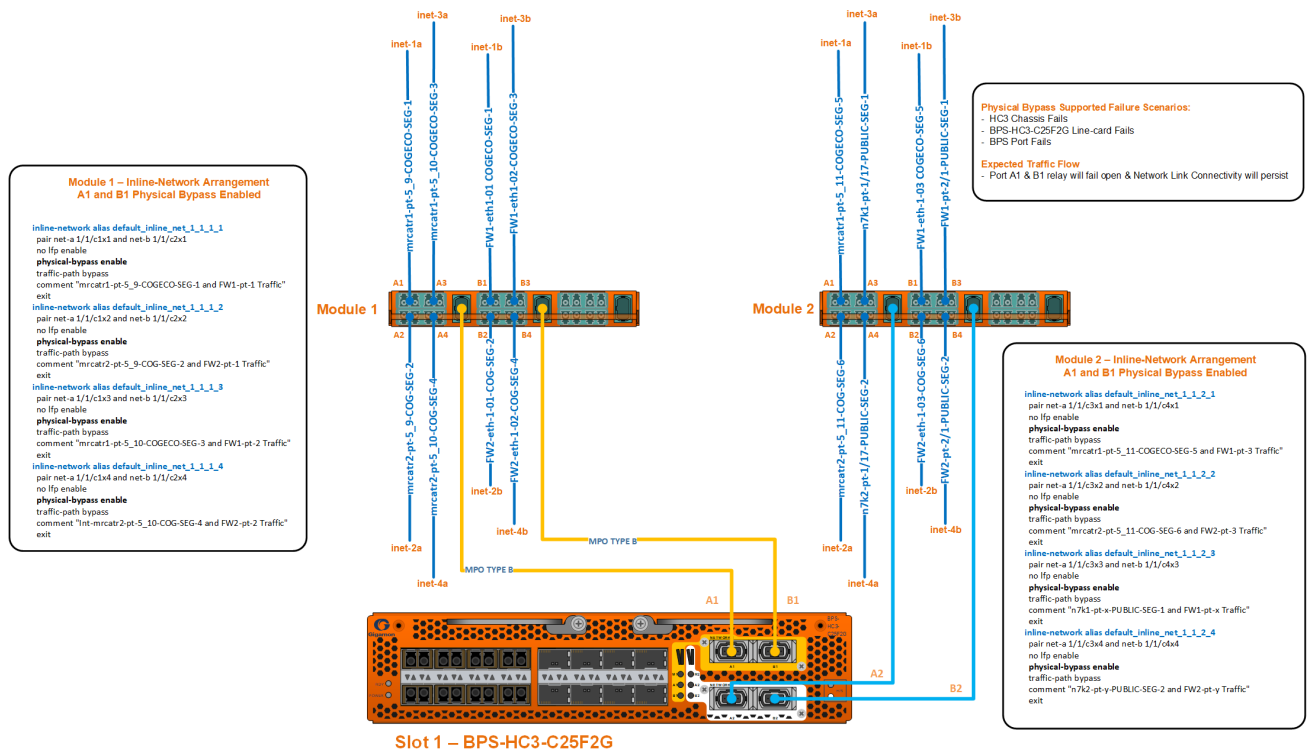 inet-3a
inet-3b
inet-1a
inet-1b
mrcatr1-pt-5_9-COGECO-SEG-1
mrcatr1-pt-5_10-COGECO-SEG-3
FW1-eth1-01 COGECO-SEG-1
FW1-eth1-02-COGECO-SEG-3
A1
A3
B1
B3
Module 1
A2
A4
B2
B4
mrcatr2-pt-5_9-COG-SEG-2
mrcatr2-pt-5_10-COG-SEG-4
FW2-eth-1-01-COG-SEG-2
FW2-eth-1-02-COG-SEG-4
inet-2b
inet-4b
inet-2a
inet-4a
inet-3a
inet-3b
inet-1a
inet-1b
mrcatr1-pt-5_11-COGECO-SEG-5
n7k1-pt-1/17-PUBLIC-SEG-1
FW1-eth-1-03 COGECO-SEG-5
FW1-pt-2/1-PUBLIC-SEG-1
A1
A3
B1
B3
Module 2
A2
A4
B2
B4
mrcatr2-pt-5_11-COG-SEG-6
n7k2-pt-1/17-PUBLIC-SEG-2
FW2-eth-1-03-COG-SEG-6
FW2-pt-2/1-PUBLIC-SEG-2
inet-2b
inet-4b
inet-2a
inet-4a
Physical Bypass Supported Failure Scenarios:
- HC3 Chassis Fails
- BPS-HC3-C25F2G Line-card Fails
- BPS Port Fails
Expected Traffic Flow
- Port A1 & B1 relay will fail open & Network Link Connectivity will persist
Module 1 – Inline-Network Arrangement
A1 and B1 Physical Bypass Enabled
inline-network alias default_inline_net_1_1_1_1
pair net-a 1/1/c1x1 and net-b 1/1/c2x1
no lfp enable
physical-bypass enable
traffic-path bypass
comment "mrcatr1-pt-5_9-COGECO-SEG-1 and FW1-pt-1 Traffic"
exit
inline-network alias default_inline_net_1_1_1_2
pair net-a 1/1/c1x2 and net-b 1/1/c2x2
no lfp enable
physical-bypass enable
traffic-path bypass
comment "mrcatr2-pt-5_9-COG-SEG-2 and FW2-pt-1 Traffic"
exit
inline-network alias default_inline_net_1_1_1_3
pair net-a 1/1/c1x3 and net-b 1/1/c2x3
no lfp enable
physical-bypass enable
traffic-path bypass
comment "mrcatr1-pt-5_10-COGECO-SEG-3 and FW1-pt-2 Traffic"
exit
inline-network alias default_inline_net_1_1_1_4
pair net-a 1/1/c1x4 and net-b 1/1/c2x4
no lfp enable
physical-bypass enable
traffic-path bypass
comment "Int-mrcatr2-pt-5_10-COG-SEG-4 and FW2-pt-2 Traffic"
exit
Module 2 – Inline-Network Arrangement
A1 and B1 Physical Bypass Enabled
inline-network alias default_inline_net_1_1_2_1
pair net-a 1/1/c3x1 and net-b 1/1/c4x1
no lfp enable
physical-bypass enable
traffic-path bypass
comment "mrcatr1-pt-5_11-COGECO-SEG-5 and FW1-pt-3 Traffic"
exit
inline-network alias default_inline_net_1_1_2_2
pair net-a 1/1/c3x2 and net-b 1/1/c4x2
no lfp enable
physical-bypass enable
traffic-path bypass
comment "mrcatr2-pt-5_11-COG-SEG-6 and FW2-pt-3 Traffic"
exit
inline-network alias default_inline_net_1_1_2_3
pair net-a 1/1/c3x3 and net-b 1/1/c4x3
no lfp enable
physical-bypass enable
traffic-path bypass
comment "n7k1-pt-x-PUBLIC-SEG-1 and FW1-pt-x Traffic"
exit
inline-network alias default_inline_net_1_1_2_4
pair net-a 1/1/c3x4 and net-b 1/1/c4x4
no lfp enable
physical-bypass enable
traffic-path bypass
comment "n7k2-pt-y-PUBLIC-SEG-2 and FW2-pt-y Traffic"
exit
MPO TYPE B
MPO TYPE B
A1
B1
A2
B2
Gigamon
BPS-
HC3-
C25F2G
Slot 1 – BPS-HC3-C25F2G